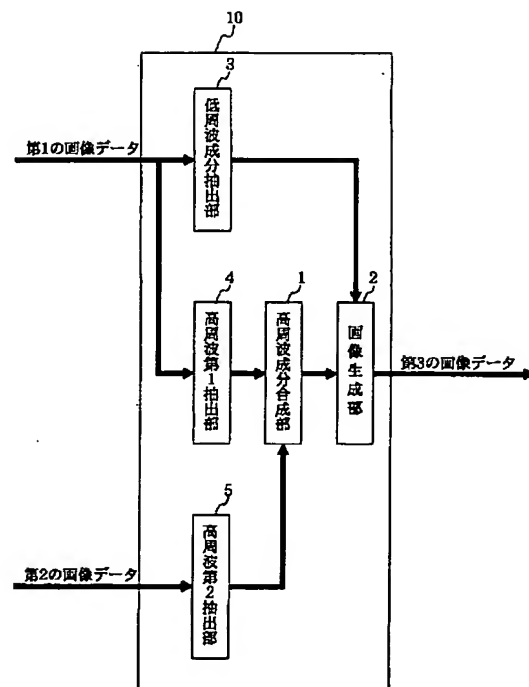 10
3
低周波成分抽出部
第1の画像データ
4
高周波第1抽出部
1
高周波成分合成部
2
画像生成部
第3の画像データ
5
高周波第2抽出部
第2の画像データ